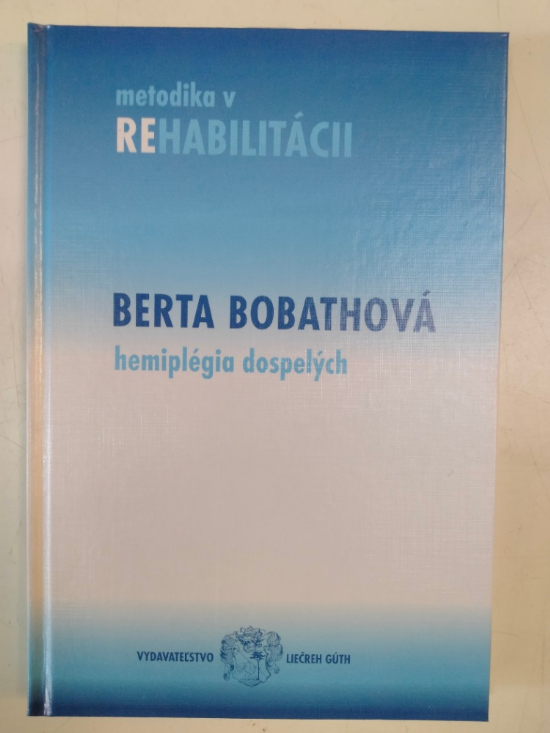 metodika v
REHABILITÁCII
BERTA BOBATHOVÁ
hemiplégia dospelých
VYDAVATEĽSTVO LIEČREH GÚTH